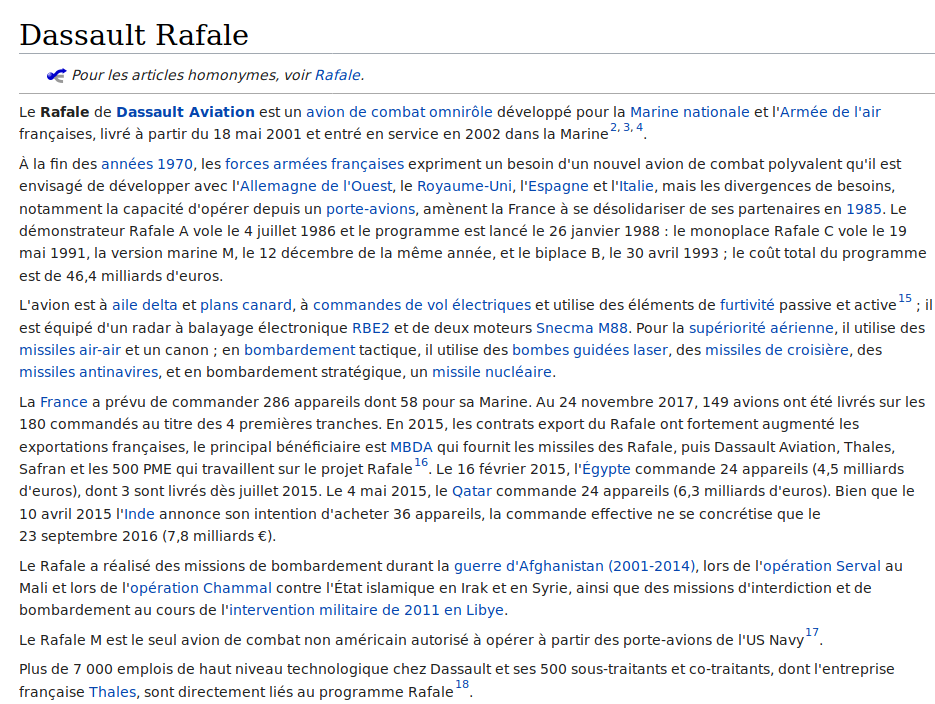 Dassault Rafale
Pour les articles homonymes, voir Rafale.
Le Rafale de Dassault Aviation est un avion de combat omnirôle développé pour la Marine nationale et l'Armée de l'air
françaises, livré à partir du 18 mai 2001 et entré en service en 2002 dans la Marine2, 3, 4.
À la fin des années 1970, les forces armées françaises expriment un besoin d'un nouvel avion de combat polyvalent qu'il est
envisagé de développer avec l'Allemagne de l'Ouest, le Royaume-Uni, l'Espagne et l'Italie, mais les divergences de besoins,
notamment la capacité d'opérer depuis un porte-avions, amènent la France à se désolidariser de ses partenaires en 1985. Le
démonstrateur Rafale A vole le 4 juillet 1986 et le programme est lancé le 26 janvier 1988 : le monoplace Rafale C vole le 19
mai 1991, la version marine M, le 12 décembre de la même année, et le biplace B, le 30 avril 1993 ; le coût total du programme
est de 46,4 milliards d'euros.
L'avion est à aile delta et plans canard, à commandes de vol électriques et utilise des éléments de furtivité passive et active15 ; il
est équipé d'un radar à balayage électronique RBE2 et de deux moteurs Snecma M88. Pour la supériorité aérienne, il utilise des
missiles air-air et un canon ; en bombardement tactique, il utilise des bombes guidées laser, des missiles de croisière, des
missiles antinavires, et en bombardement stratégique, un missile nucléaire.
La France a prévu de commander 286 appareils dont 58 pour sa Marine. Au 24 novembre 2017, 149 avions ont été livrés sur les
180 commandés au titre des 4 premières tranches. En 2015, les contrats export du Rafale ont fortement augmenté les
exportations françaises, le principal bénéficiaire est MBDA qui fournit les missiles des Rafale, puis Dassault Aviation, Thales,
Safran et les 500 PME qui travaillent sur le projet Rafale16. Le 16 février 2015, l'Égypte commande 24 appareils (4,5 milliards
d'euros), dont 3 sont livrés dès juillet 2015. Le 4 mai 2015, le Qatar commande 24 appareils (6,3 milliards d'euros). Bien que le
10 avril 2015 l'Inde annonce son intention d'acheter 36 appareils, la commande effective ne se concrétise que le
23 septembre 2016 (7,8 milliards €).
Le Rafale a réalisé des missions de bombardement durant la guerre d'Afghanistan (2001-2014), lors de l'opération Serval au
Mali et lors de l'opération Chammal contre l'État islamique en Irak et en Syrie, ainsi que des missions d'interdiction et de
bombardement au cours de l'intervention militaire de 2011 en Libye.
Le Rafale M est le seul avion de combat non américain autorisé à opérer à partir des porte-avions de l'US Navy17.
Plus de 7 000 emplois de haut niveau technologique chez Dassault et ses 500 sous-traitants et co-traitants, dont l'entreprise
française Thales, sont directement liés au programme Rafale18.